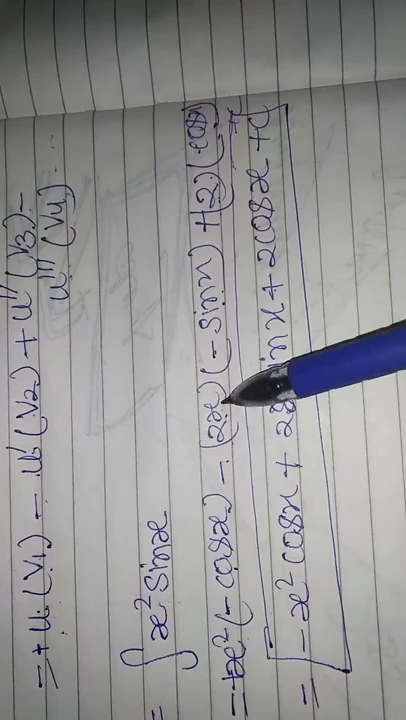 = + u(v1) - u'(v2) + u''(v3) -
u'''(v4) ...
= ∫ x² sinx
= + x²(-cosx) - (2x)(-sinx) + (2)(cosx)
+c
= -x² cosx + 2x sinx + 2cosx + c